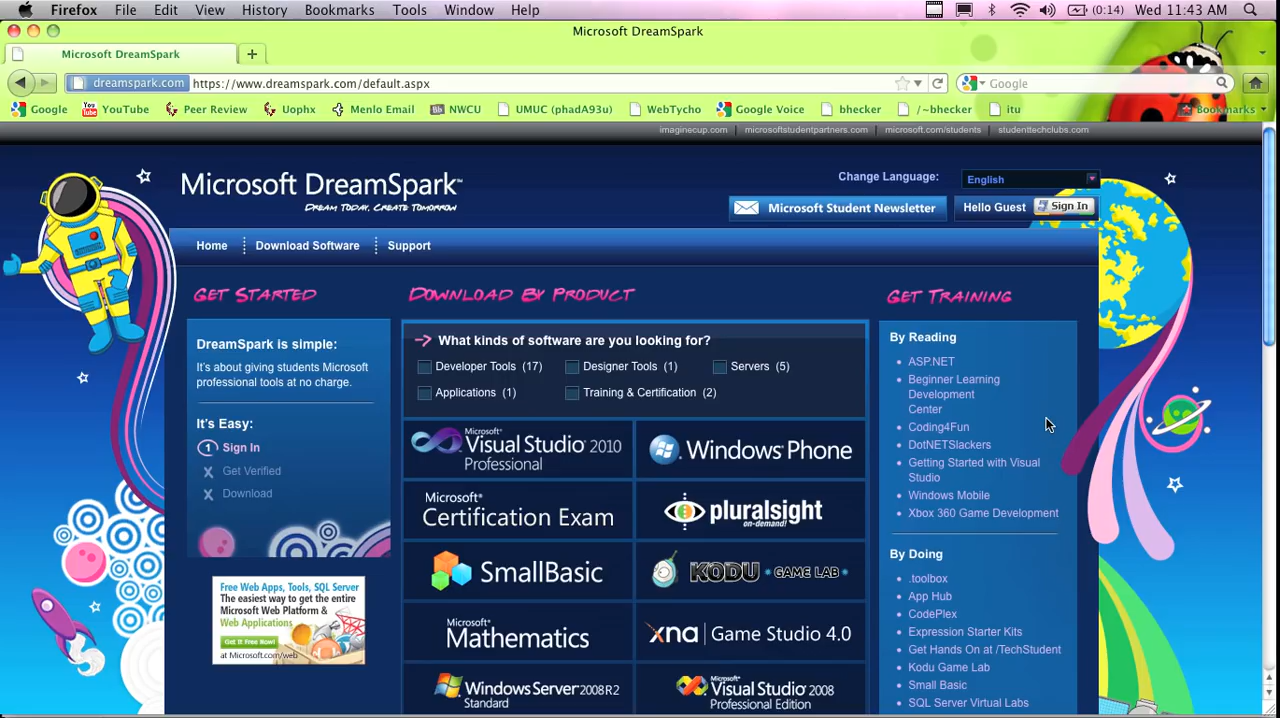 Firefox File Edit View History Bookmarks Tools Window Help (0:14) Wed 11:43 AM
Microsoft DreamSpark
Microsoft DreamSpark
dreamspark.com https://www.dreamspark.com/default.aspx Google
Google YouTube Peer Review Uophx Menlo Email NWCU UMUC (phadA93u) WebTycho Google Voice bhecker /~bhecker itu Bookmarks
imaginecup.com microsoftstudentpartners.com microsoft.com/students studenttechclubs.com
Microsoft DreamSpark™
Dream Today, Create Tomorrow
Change Language: English
Microsoft Student Newsletter Hello Guest Sign In
Home Download Software Support
Get Started
DreamSpark is simple:
It's about giving students Microsoft
professional tools at no charge.
It's Easy:
1 Sign In
X Get Verified
X Download
Free Web Apps, Tools, SQL Server
The easiest way to get the entire
Microsoft Web Platform &
Web Applications
Get It Free Now!
at Microsoft.com/web
Download By Product
What kinds of software are you looking for?
Developer Tools (17) Designer Tools (1) Servers (5)
Applications (1) Training & Certification (2)
Microsoft® Visual Studio® 2010
Professional
Windows® Phone
Microsoft®
Certification Exam
pluralsight
on-demand!
SmallBasic
KODU GAME LAB
Microsoft®
Mathematics
xna Game Studio 4.0
Windows Server® 2008 R2
Standard
Microsoft®
Visual Studio® 2008
Professional Edition
Get Training
By Reading
ASP.NET
Beginner Learning
Development
Center
Coding4Fun
DotNETSlackers
Getting Started with Visual
Studio
Windows Mobile
Xbox 360 Game Development
By Doing
.toolbox
App Hub
CodePlex
Expression Starter Kits
Get Hands On at /TechStudent
Kodu Game Lab
Small Basic
SQL Server Virtual Labs